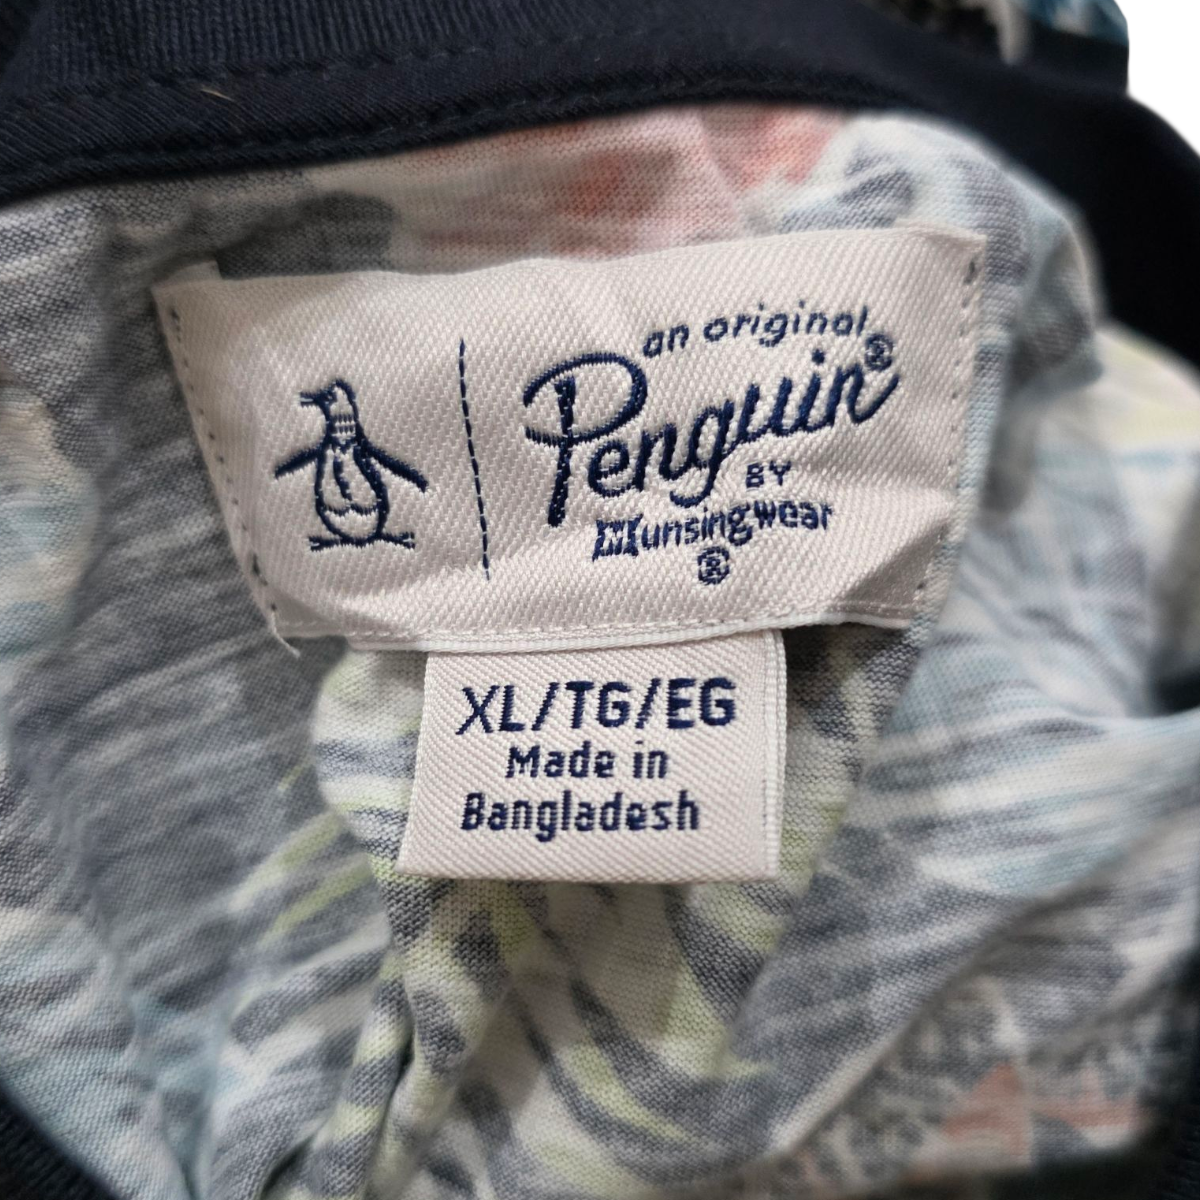 an original
Penguin®
BY
Munsingwear
®
XL/TG/EG
Made in
Bangladesh